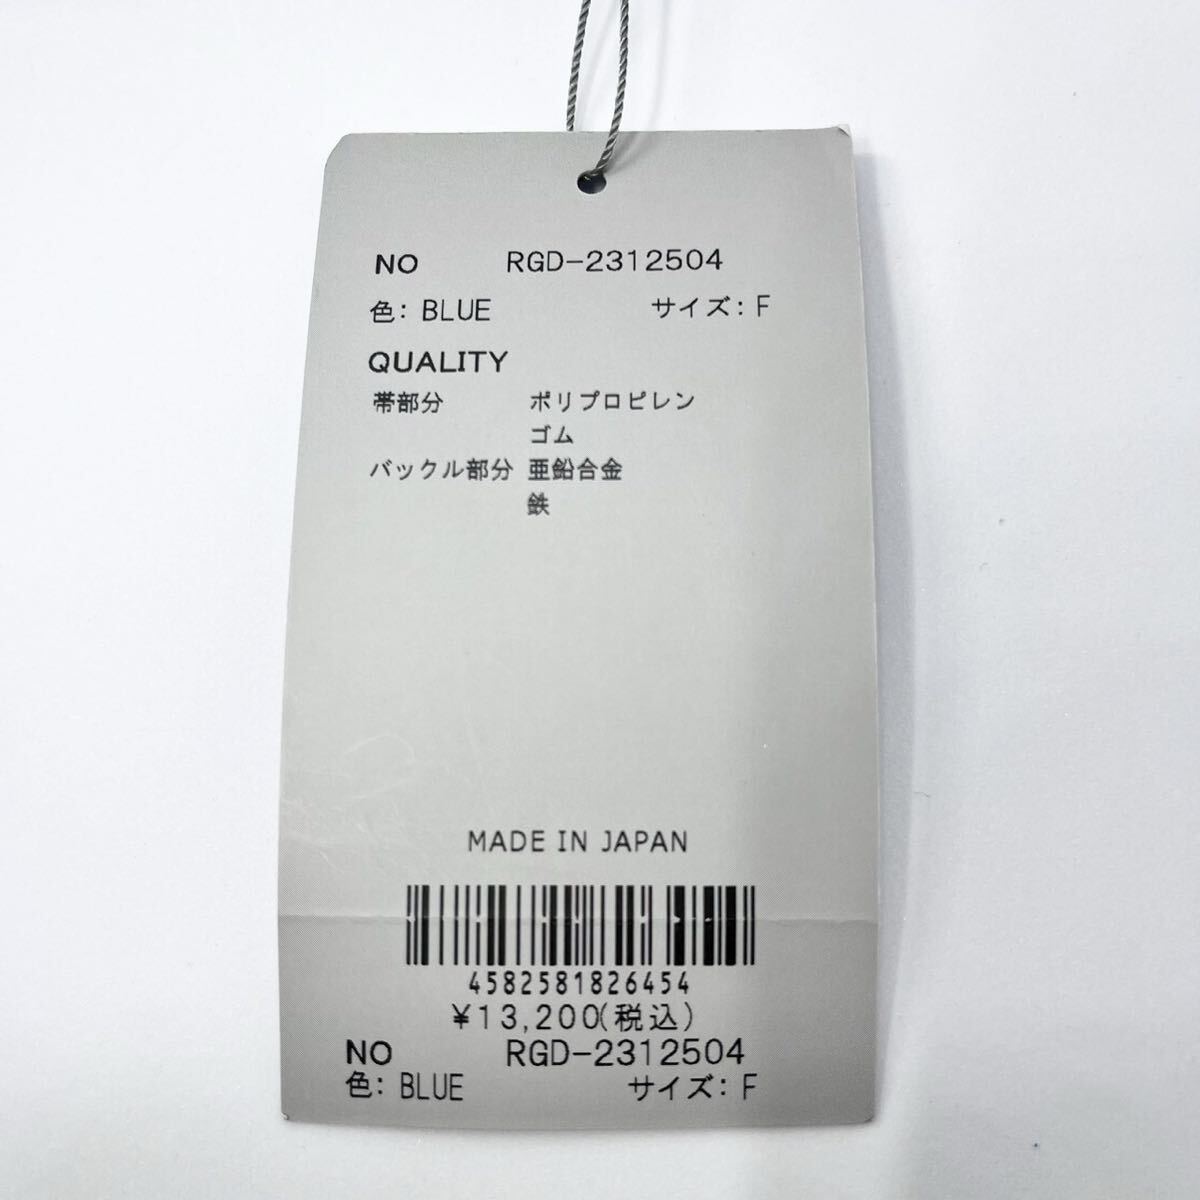 NO RGD-2312504
色: BLUE サイズ: F
QUALITY
帯部分 ポリプロピレン
ゴム
バックル部分 亜鉛合金
鉄
MADE IN JAPAN
4582581826454
¥13,200(税込)
NO RGD-2312504
色: BLUE サイズ: F